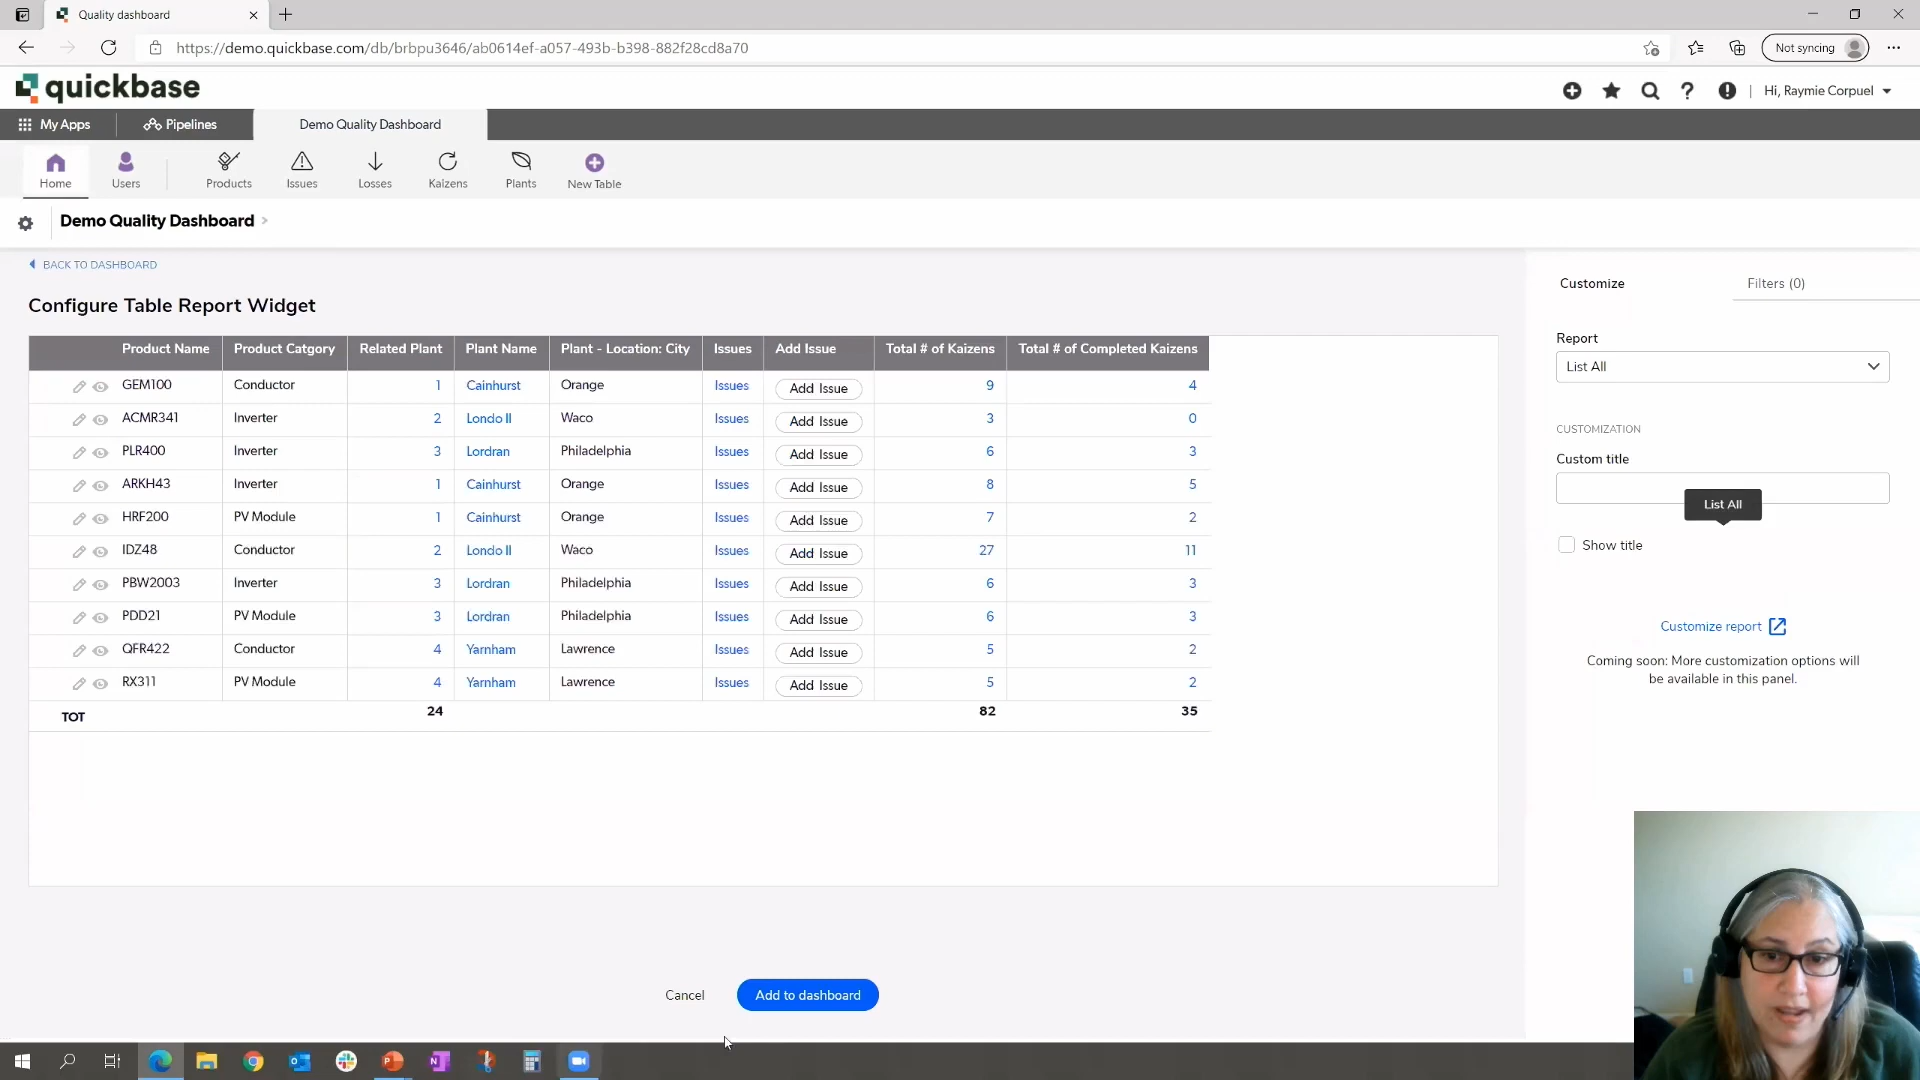 Quality dashboard
https://demo.quickbase.com/db/brbpu3646/ab0614ef-a057-493b-b398-882f28cd8a70
Not syncing
quickbase
Hi, Raymie Corpuel
My Apps Pipelines Demo Quality Dashboard
Home Users Products Issues Losses Kaizens Plants New Table
Demo Quality Dashboard >
BACK TO DASHBOARD
Configure Table Report Widget
Product Name Product Catgory Related Plant Plant Name Plant - Location: City Issues Add Issue Total # of Kaizens Total # of Completed Kaizens
GEM100 Conductor 1 Cainhurst Orange Issues Add Issue 9 4
ACMR341 Inverter 2 Londo II Waco Issues Add Issue 3 0
PLR400 Inverter 3 Lordran Philadelphia Issues Add Issue 6 3
ARKH43 Inverter 1 Cainhurst Orange Issues Add Issue 8 5
HRF200 PV Module 1 Cainhurst Orange Issues Add Issue 7 2
IDZ48 Conductor 2 Londo II Waco Issues Add Issue 27 11
PBW2003 Inverter 3 Lordran Philadelphia Issues Add Issue 6 3
PDD21 PV Module 3 Lordran Philadelphia Issues Add Issue 6 3
QFR422 Conductor 4 Yarnham Lawrence Issues Add Issue 5 2
RX311 PV Module 4 Yarnham Lawrence Issues Add Issue 5 2
TOT 24 82 35
Cancel Add to dashboard
Customize Filters (0)
Report
List All
CUSTOMIZATION
Custom title
List All
Show title
Customize report
Coming soon: More customization options will
be available in this panel.